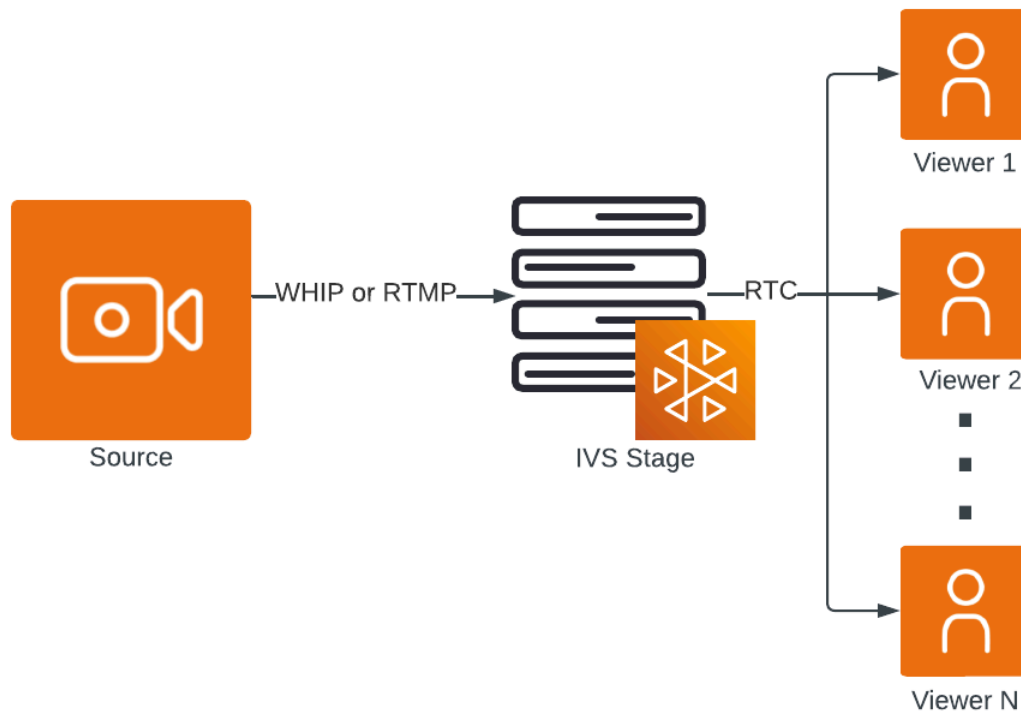 Viewer 1
WHIP or RTMP
RTC
Viewer 2
Source
IVS Stage
Viewer N